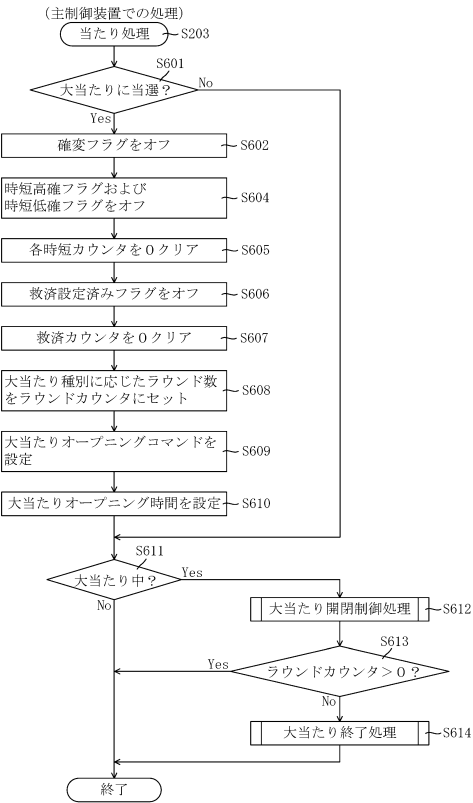 (主制御装置での処理)
当たり処理
S203
S601
大当たりに当選?
No
Yes
確変フラグをオフ
S602
時短高確フラグおよび
時短低確フラグをオフ
S604
各時短カウンタを0クリア
S605
救済設定済みフラグをオフ
S606
救済カウンタを0クリア
S607
大当たり種別に応じたラウンド数
をラウンドカウンタにセット
S608
大当たりオープニングコマンドを
設定
S609
大当たりオープニング時間を設定
S610
S611
大当たり中?
Yes
No
大当たり開閉制御処理
S612
S613
ラウンドカウンタ>0?
Yes
No
大当たり終了処理
S614
終了